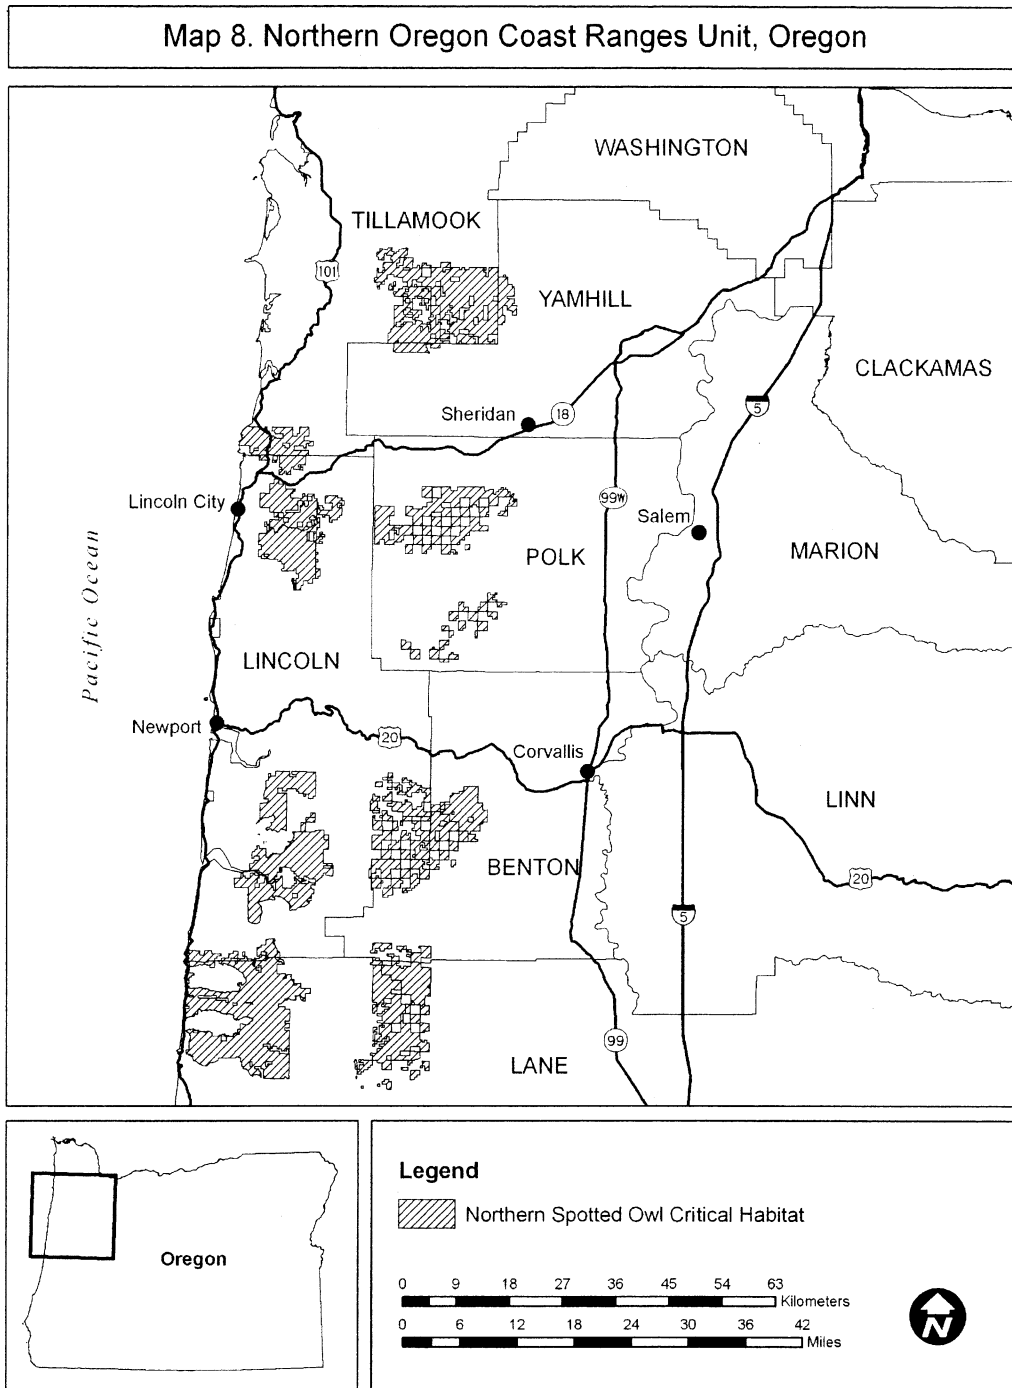 Map 8. Northern Oregon Coast Ranges Unit, Oregon
WASHINGTON
TILLAMOOK
101
YAMHILL
CLACKAMAS
5
Sheridan
18
Lincoln City
99W
Salem
POLK
MARION
Pacific Ocean
LINCOLN
Newport
20
Corvallis
LINN
BENTON
20
5
99
LANE
Oregon
Legend
Northern Spotted Owl Critical Habitat
0 9 18 27 36 45 54 63
Kilometers
0 6 12 18 24 30 36 42
Miles
N